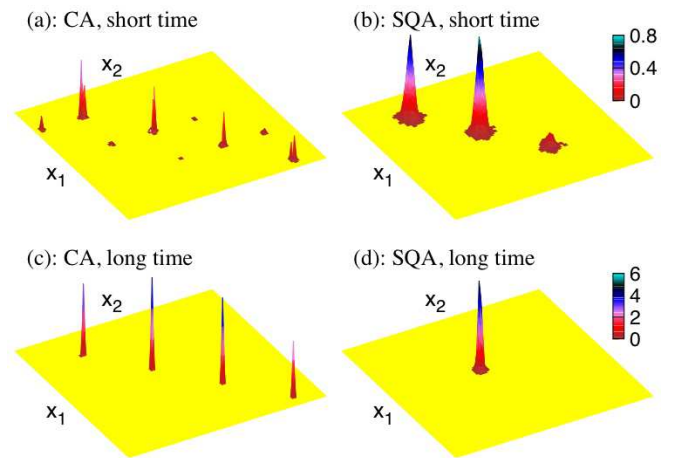 (a): CA, short time
(b): SQA, short time
x2
x1
x2
x1
0.8
0.4
0
(c): CA, long time
(d): SQA, long time
x2
x1
x2
x1
6
4
2
0